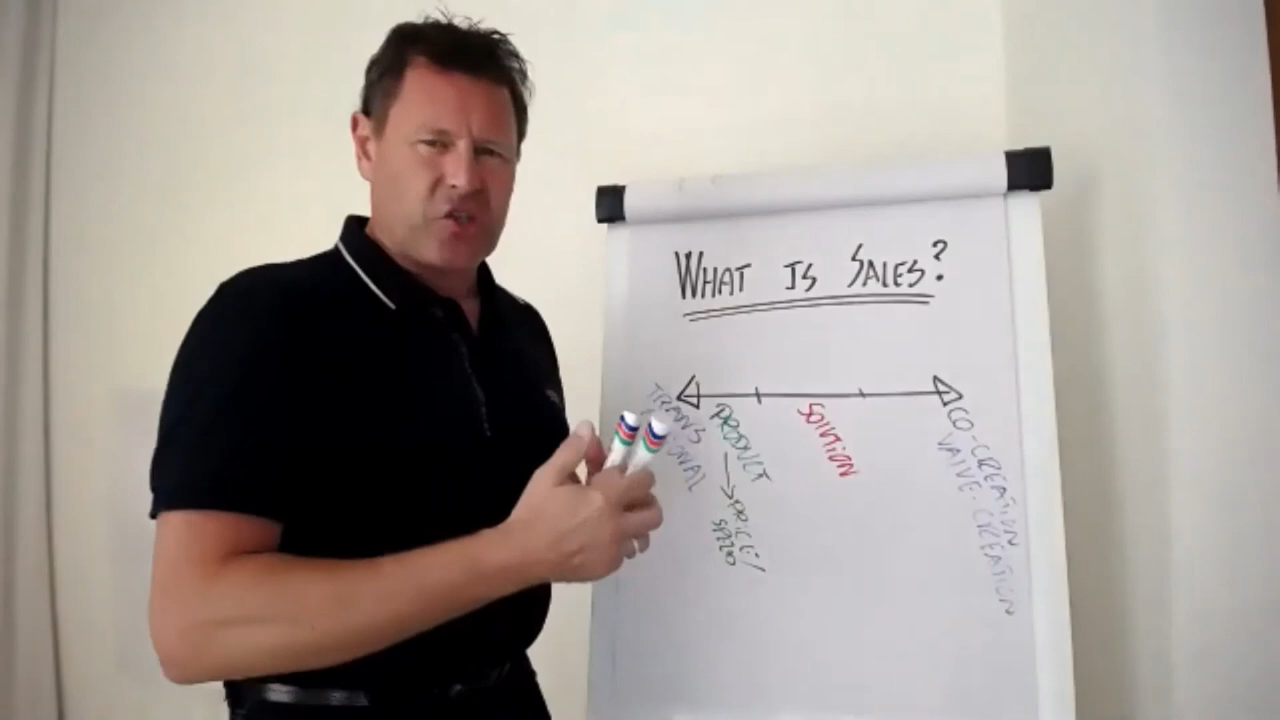 WHAT IS SALES?
TRANS
ONAL
PRODUCT
PRICE/
SPEED
SOLUTION
CO-CREATION
VALUE-CREATION